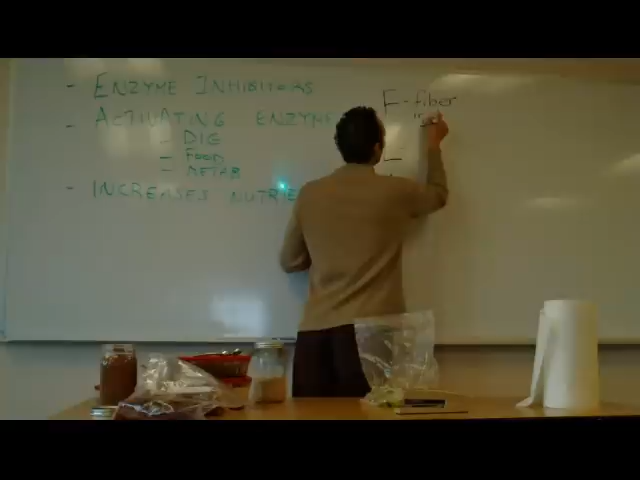 - ENZYME INHIBITORS
- ACTIVATING ENZYME
- DIG
- FOOD
- METAB
- INCREASES NUTRIE
F - fiber
E